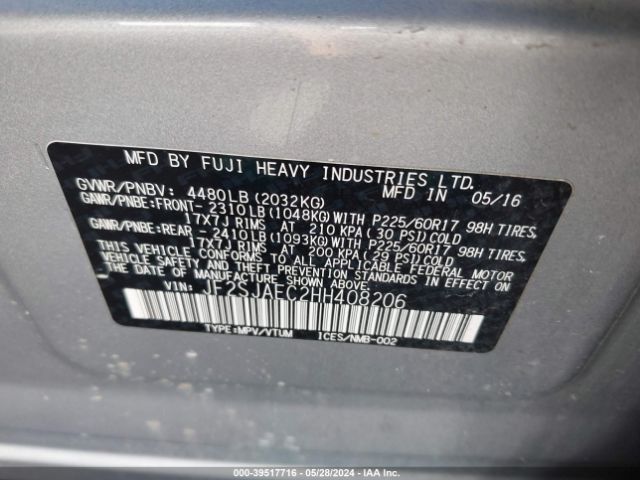 MFD BY FUJI HEAVY INDUSTRIES LTD.
MFD IN 05/16
GVWR/PNBV: 4480LB (2032KG)
GAWR/PNBE:FRONT- 2310LB (1048KG) WITH P225/60R17 98H TIRES,
17X7J RIMS AT 210 KPA (30 PSI)COLD
GAWR/PNBE:REAR - 2410LB (1093KG) WITH P225/60R17 98H TIRES,
17X7J RIMS AT 200 KPA (29 PSI)COLD
THIS VEHICLE CONFORMS TO ALL APPLICABLE FEDERAL MOTOR
VEHICLE SAFETY AND THEFT PREVENTION STANDARDS IN EFFECT ON
THE DATE OF MANUFACTURE SHOWN ABOVE.
VIN: JF2SJAEC2HH408206
TYPE:MPV/VTUM ICES/NMB-002
000-39517716 - 05/28/2024 - IAA Inc.